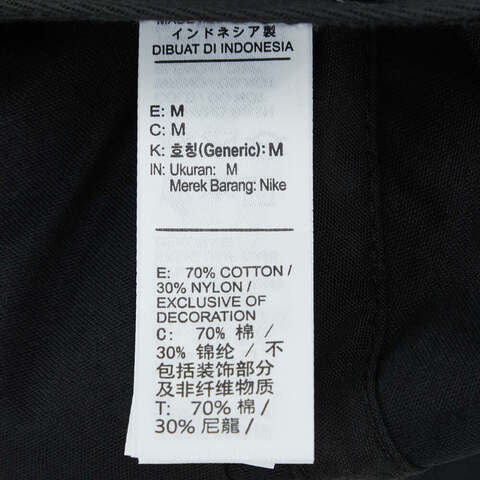 インドネシア製
DIBUAT DI INDONESIA
E: M
C: M
K: 호칭(Generic): M
IN: Ukuran: M
Merek Barang: Nike
E: 70% COTTON /
30% NYLON /
EXCLUSIVE OF
DECORATION
C: 70% 棉 /
30% 锦纶 / 不
包括装饰部分
及非纤维物质
T: 70% 棉 /
30% 尼龍 /